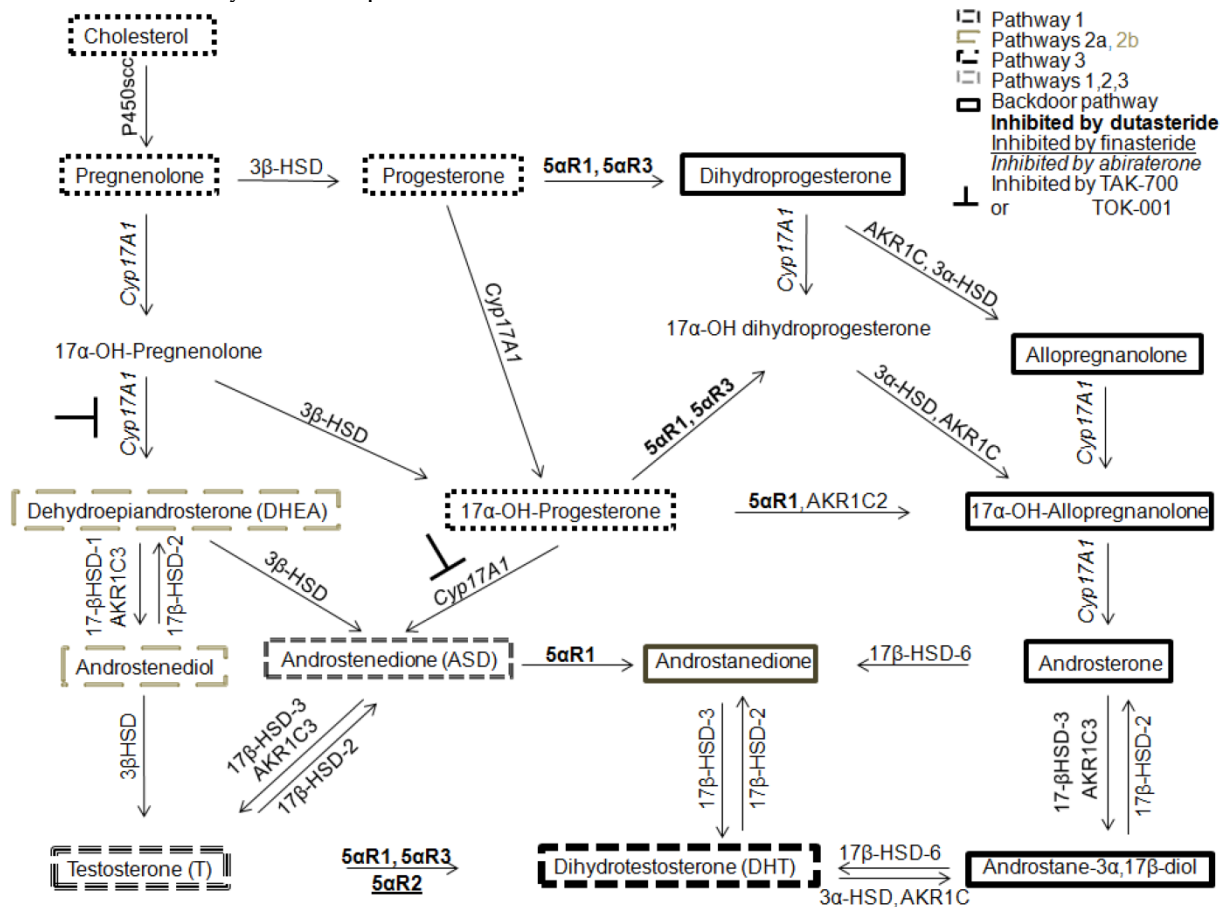 Cholesterol
Pathway 1
Pathways 2a, 2b
Pathway 3
Pathways 1,2,3
Backdoor pathway
Inhibited by dutasteride
Inhibited by finasteride
Inhibited by abiraterone
Inhibited by TAK-700
or TOK-001
P450scc
Pregnenolone
3β-HSD
Progesterone
5αR1, 5αR3
Dihydroprogesterone
Cyp17A1
Cyp17A1
Cyp17A1
AKR1C, 3α-HSD
17α-OH-Pregnenolone
17α-OH dihydroprogesterone
Allopregnanolone
Cyp17A1
3β-HSD
5αR1, 5αR3
3α-HSD, AKR1C
Cyp17A1
Dehydroepiandrosterone (DHEA)
17α-OH-Progesterone
5αR1, AKR1C2
17α-OH-Allopregnanolone
17-βHSD-1
AKR1C3
17β-HSD-2
3β-HSD
Cyp17A1
Cyp17A1
Androstenediol
Androstenedione (ASD)
5αR1
Androstanedione
17β-HSD-6
Androsterone
3βHSD
17β-HSD-3
AKR1C3
17β-HSD-2
17β-HSD-3
17β-HSD-2
17-βHSD-3
AKR1C3
17β-HSD-2
Testosterone (T)
5αR1, 5αR3
5αR2
Dihydrotestosterone (DHT)
17β-HSD-6
3α-HSD, AKR1C
Androstane-3α,17β-diol